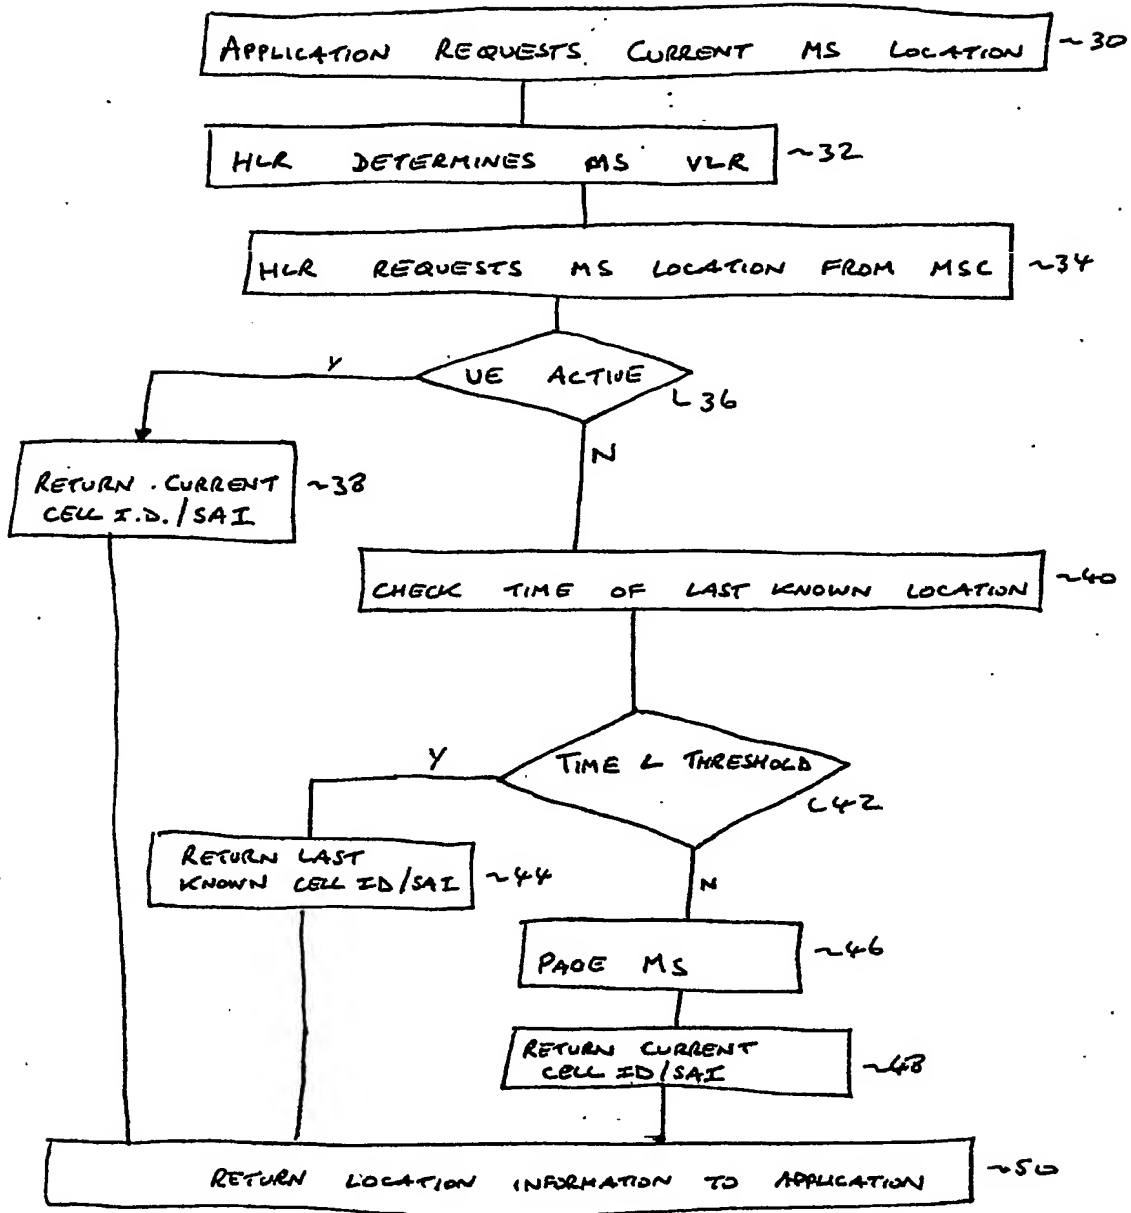 APPLICATION REQUESTS CURRENT MS LOCATION ~30
HLR DETERMINES MS VLR ~32
HLR REQUESTS MS LOCATION FROM MSC ~34
Y
UE ACTIVE
36
N
RETURN CURRENT
CELL I.D./SAI
~38
CHECK TIME OF LAST KNOWN LOCATION ~40
Y
TIME < THRESHOLD
42
RETURN LAST
KNOWN CELL ID/SAI ~44
N
PAGE MS ~46
RETURN CURRENT
CELL ID/SAI ~48
RETURN LOCATION INFORMATION TO APPLICATION ~50